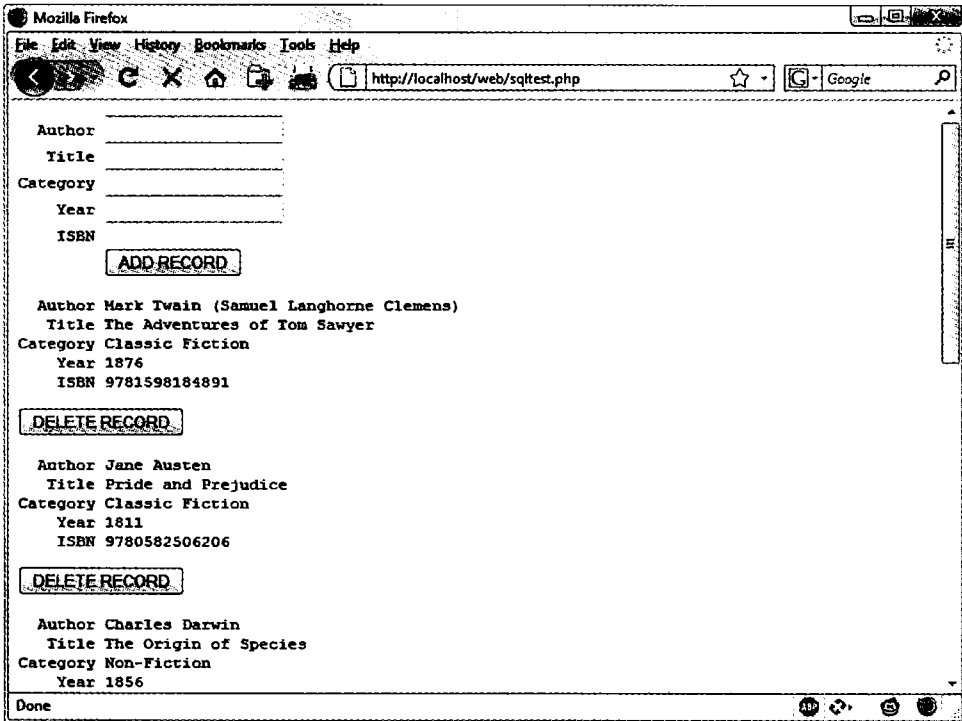 Mozilla Firefox
File Edit View History Bookmarks Tools Help
http://localhost/web/sqltest.php
G Google
Author
Title
Category
Year
ISBN
ADD RECORD
Author Mark Twain (Samuel Langhorne Clemens)
Title The Adventures of Tom Sawyer
Category Classic Fiction
Year 1876
ISBN 9781598184891
DELETE RECORD
Author Jane Austen
Title Pride and Prejudice
Category Classic Fiction
Year 1811
ISBN 9780582506206
DELETE RECORD
Author Charles Darwin
Title The Origin of Species
Category Non-Fiction
Year 1856
Done
ABP